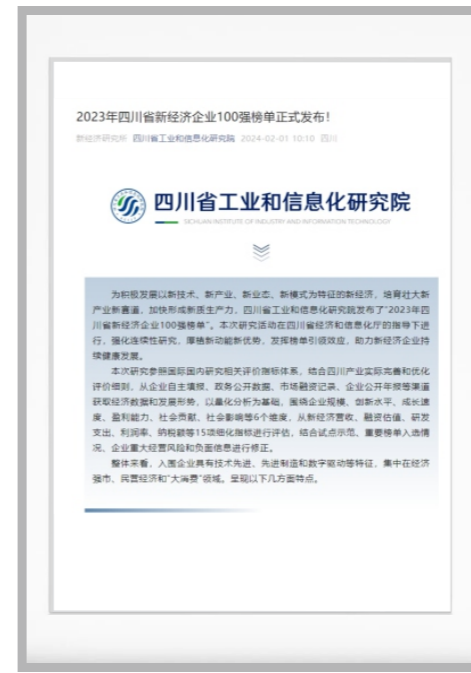 2023年四川省新经济企业100强榜单正式发布！
新经济研究所 四川省工业和信息化研究院 2024-02-01 10:10 四川
四川省工业和信息化研究院
SICHUAN INSTITUTE OF INDUSTRY AND INFORMATION TECHNOLOGY
为积极发展以新技术、新产业、新业态、新模式为特征的新经济，培育壮大新
产业新赛道，加快形成新质生产力，四川省工业和信息化研究院发布了“2023年四
川省新经济企业100强榜单”。本次研究活动在四川省经济和信息化厅的指导下进
行，强化连续性研究，厚植新动能新优势，发挥榜单引领效应，助力新经济企业持
续健康发展。
本次研究参照国际国内研究相关评价指标体系，结合四川产业实际完善和优化
评价细则，从企业自主填报、政务公开数据、市场融资记录、企业公开年报等渠道
获取经济数据和发展形势，以量化分析为基础，围绕企业规模、创新水平、成长速
度、盈利能力、社会贡献、社会影响等6个维度，从新经济营收、融资估值、研发
支出、利润率、纳税额等15项细化指标进行评估，结合试点示范、重要榜单入选情
况、企业重大经营风险和负面信息进行修正。
整体来看，入围企业具有技术先进、先进制造和数字驱动等特征，集中在经济
强市、民营经济和“大消费”领域。呈现以下几方面特点。